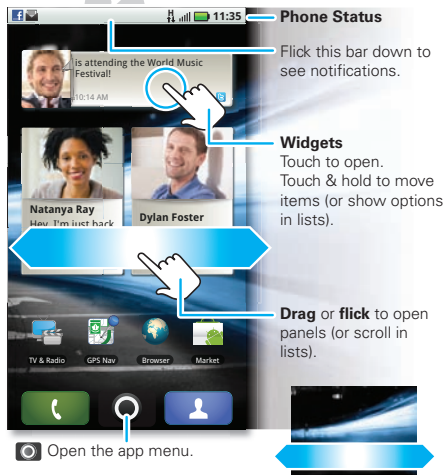 H 11:35
is attending the World Music
Festival!
10:14 AM
Natanya Ray
Hey, I'm just back
Dylan Foster
TV & Radio
GPS Nav
Browser
Market
Open the app menu.
Phone Status
Flick this bar down to
see notifications.
Widgets
Touch to open.
Touch & hold to move
items (or show options
in lists).
Drag or flick to open
panels (or scroll in
lists).